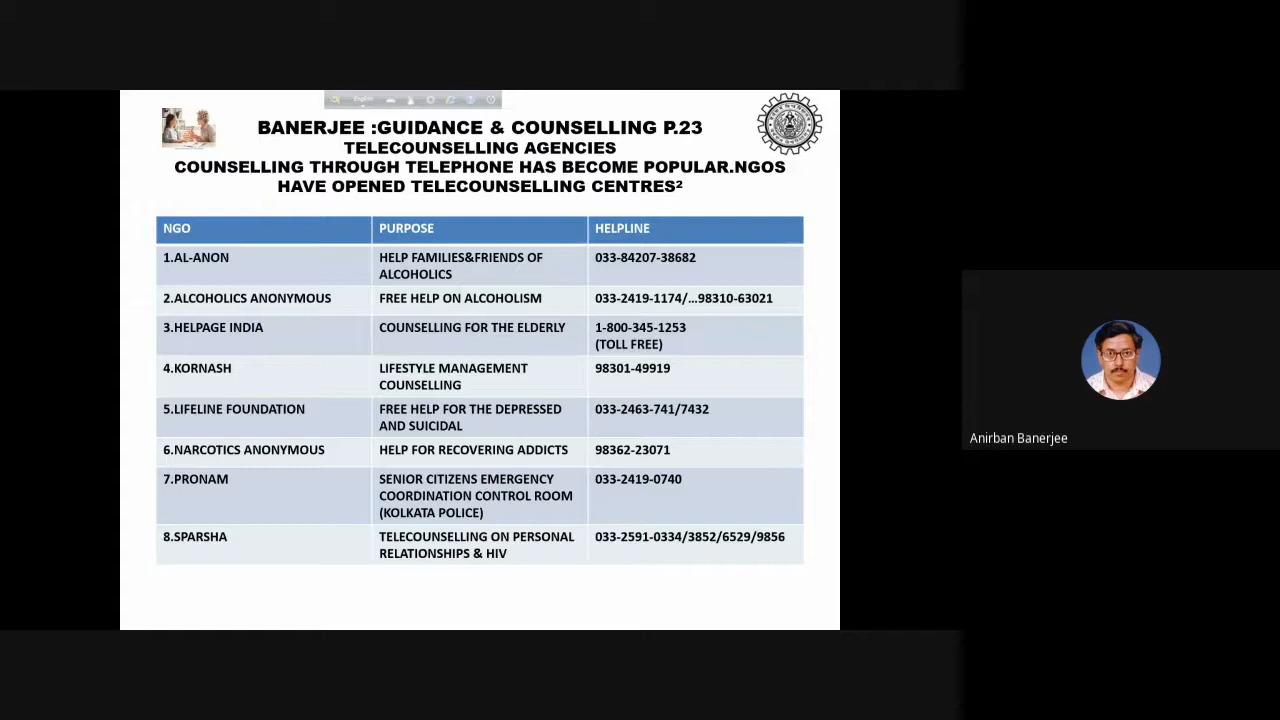 English
BANERJEE :GUIDANCE & COUNSELLING P.23
TELECOUNSELLING AGENCIES
COUNSELLING THROUGH TELEPHONE HAS BECOME POPULAR.NGOS
HAVE OPENED TELECOUNSELLING CENTRES²
NGO PURPOSE HELPLINE
1.AL-ANON HELP FAMILIES&FRIENDS OF 033-84207-38682
ALCOHOLICS
2.ALCOHOLICS ANONYMOUS FREE HELP ON ALCOHOLISM 033-2419-1174/...98310-63021
3.HELPAGE INDIA COUNSELLING FOR THE ELDERLY 1-800-345-1253
(TOLL FREE)
4.KORNASH LIFESTYLE MANAGEMENT 98301-49919
COUNSELLING
5.LIFELINE FOUNDATION FREE HELP FOR THE DEPRESSED 033-2463-741/7432
AND SUICIDAL
6.NARCOTICS ANONYMOUS HELP FOR RECOVERING ADDICTS 98362-23071
7.PRONAM SENIOR CITIZENS EMERGENCY 033-2419-0740
COORDINATION CONTROL ROOM
(KOLKATA POLICE)
8.SPARSHA TELECOUNSELLING ON PERSONAL 033-2591-0334/3852/6529/9856
RELATIONSHIPS & HIV
Anirban Banerjee